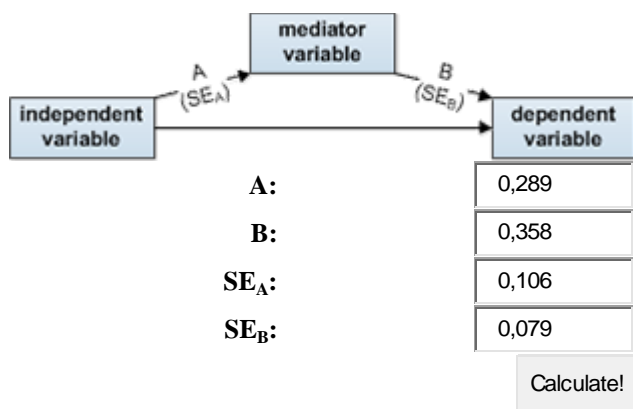 mediator
variable
A
(SEA)
B
(SEB)
independent
variable
dependent
variable
A: 0,289
B: 0,358
SEA: 0,106
SEB: 0,079
Calculate!